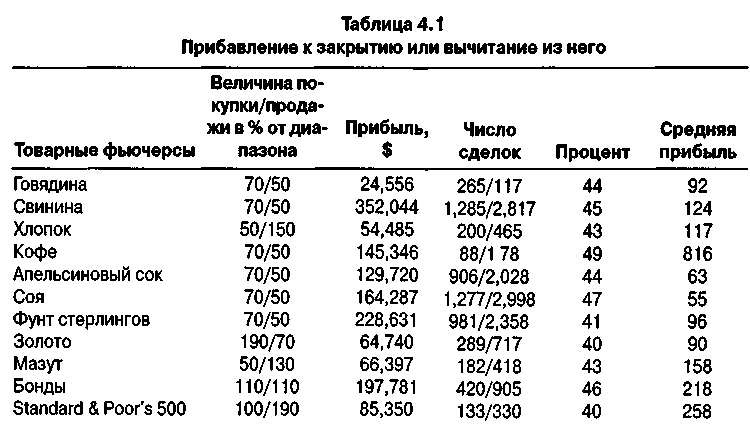 Таблица 4.1
Прибавление к закрытию или вычитание из него
Величина по-
купки/прода-
жи в % от диа- Прибыль, Число Средняя
Товарные фьючерсы пазона $ сделок Процент прибыль
Говядина 70/50 24,556 265/117 44 92
Свинина 70/50 352,044 1,285/2,817 45 124
Хлопок 50/150 54,485 200/465 43 117
Кофе 70/50 145,346 88/1 78 49 816
Апельсиновый сок 70/50 129,720 906/2,028 44 63
Соя 70/50 164,287 1,277/2,998 47 55
Фунт стерлингов 70/50 228,631 981/2,358 41 96
Золото 190/70 64,740 289/717 40 90
Мазут 50/130 66,397 182/418 43 158
Бонды 110/110 197,781 420/905 46 218
Standard & Poor's 500 100/190 85,350 133/330 40 258